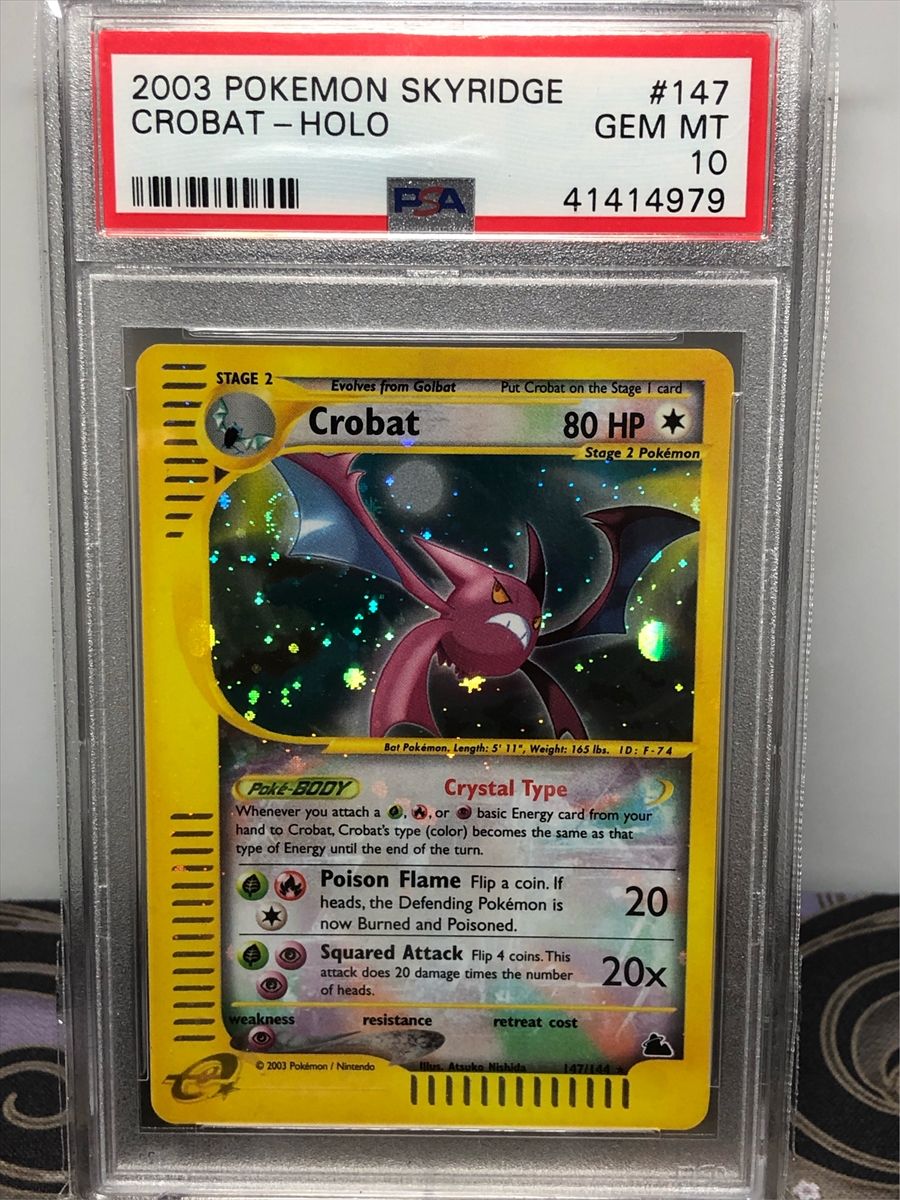 2003 POKEMON SKYRIDGE #147
CROBAT - HOLO GEM MT
10
PSA 41414979
STAGE 2 Evolves from Golbat Put Crobat on the Stage 1 card
Crobat 80 HP
Stage 2 Pokémon
Bat Pokémon. Length: 5' 11", Weight: 165 lbs. ID: F-74
Poké-BODY Crystal Type
Whenever you attach a , , or basic Energy card from your
hand to Crobat, Crobat's type (color) becomes the same as that
type of Energy until the end of the turn.
Poison Flame Flip a coin. If
heads, the Defending Pokémon is 20
now Burned and Poisoned.
Squared Attack Flip 4 coins. This
attack does 20 damage times the number 20x
of heads.
weakness resistance retreat cost
e © 2003 Pokémon / Nintendo Illus. Atsuko Nishida 147/144